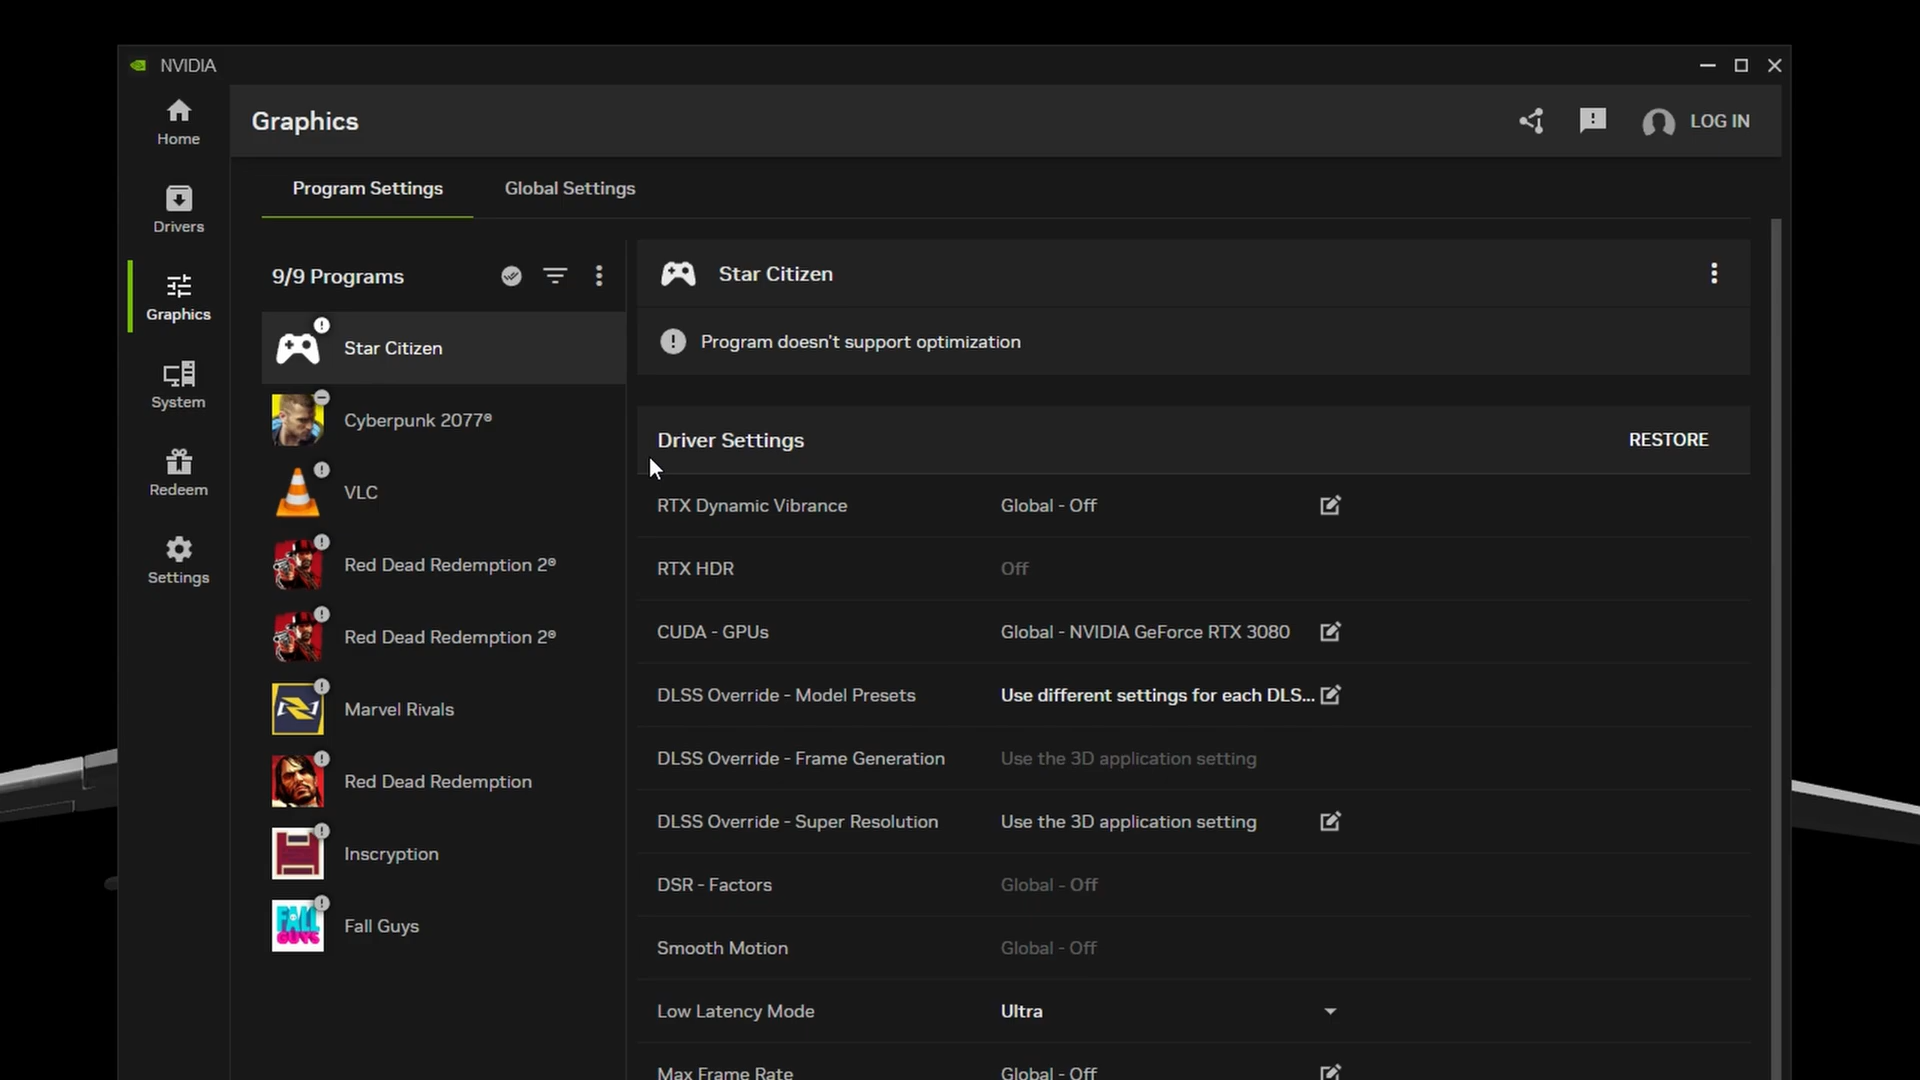 NVIDIA
Home
Drivers
Graphics
System
Redeem
Settings
Graphics
LOG IN
Program Settings
Global Settings
9/9 Programs
Star Citizen
Cyberpunk 2077®
VLC
Red Dead Redemption 2®
Red Dead Redemption 2®
Marvel Rivals
Red Dead Redemption
Inscryption
FALL GUYS
Fall Guys
Star Citizen
Program doesn't support optimization
Driver Settings
RESTORE
RTX Dynamic Vibrance Global - Off
RTX HDR Off
CUDA - GPUs Global - NVIDIA GeForce RTX 3080
DLSS Override - Model Presets Use different settings for each DLS...
DLSS Override - Frame Generation Use the 3D application setting
DLSS Override - Super Resolution Use the 3D application setting
DSR - Factors Global - Off
Smooth Motion Global - Off
Low Latency Mode Ultra
Max Frame Rate Global - Off